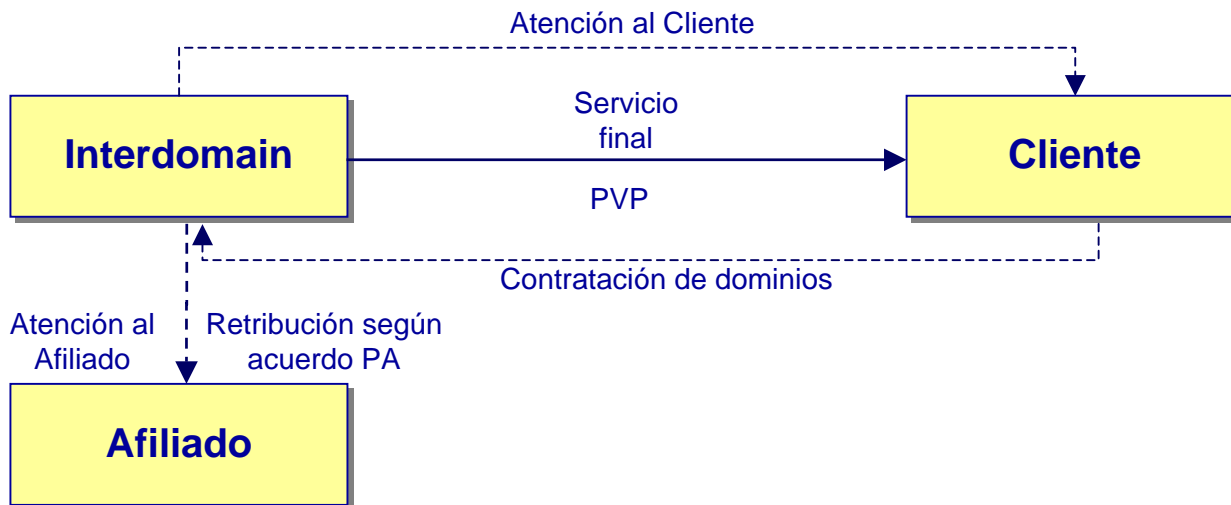 Atención al Cliente
Interdomain
Servicio
final
PVP
Cliente
Contratación de dominios
Atención al
Afiliado
Retribución según
acuerdo PA
Afiliado